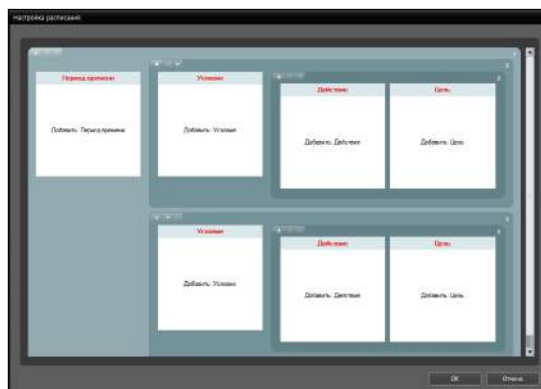 Настройка расписания
Период времени
Условие
Действие
Цель
Добавить: Период времени
Добавить: Условие
Добавить: Действие
Добавить: Цель
Условие
Действие
Цель
Добавить: Условие
Добавить: Действие
Добавить: Цель
OK
Отмена